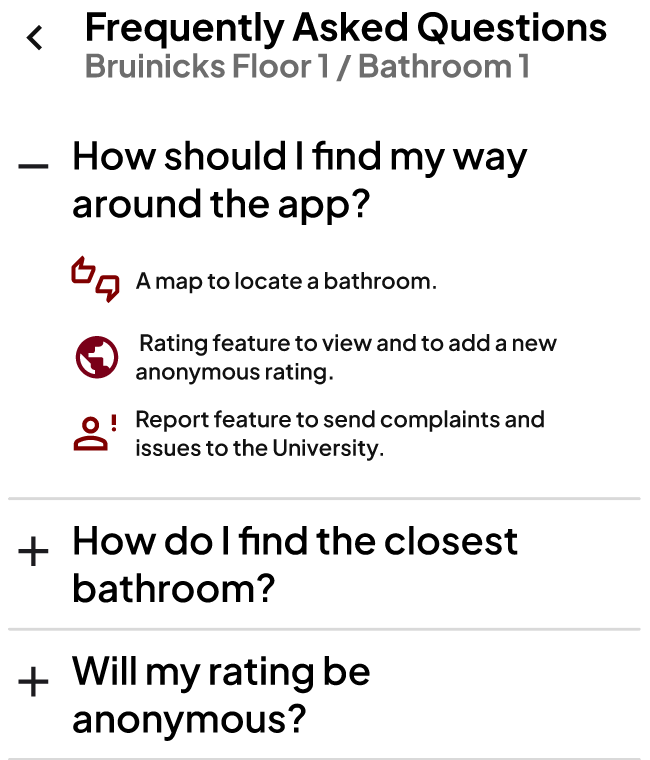 Frequently Asked Questions
Bruinicks Floor 1 / Bathroom 1
How should I find my way
around the app?
A map to locate a bathroom.
Rating feature to view and to add a new
anonymous rating.
Report feature to send complaints and
issues to the University.
How do I find the closest
bathroom?
Will my rating be
anonymous?